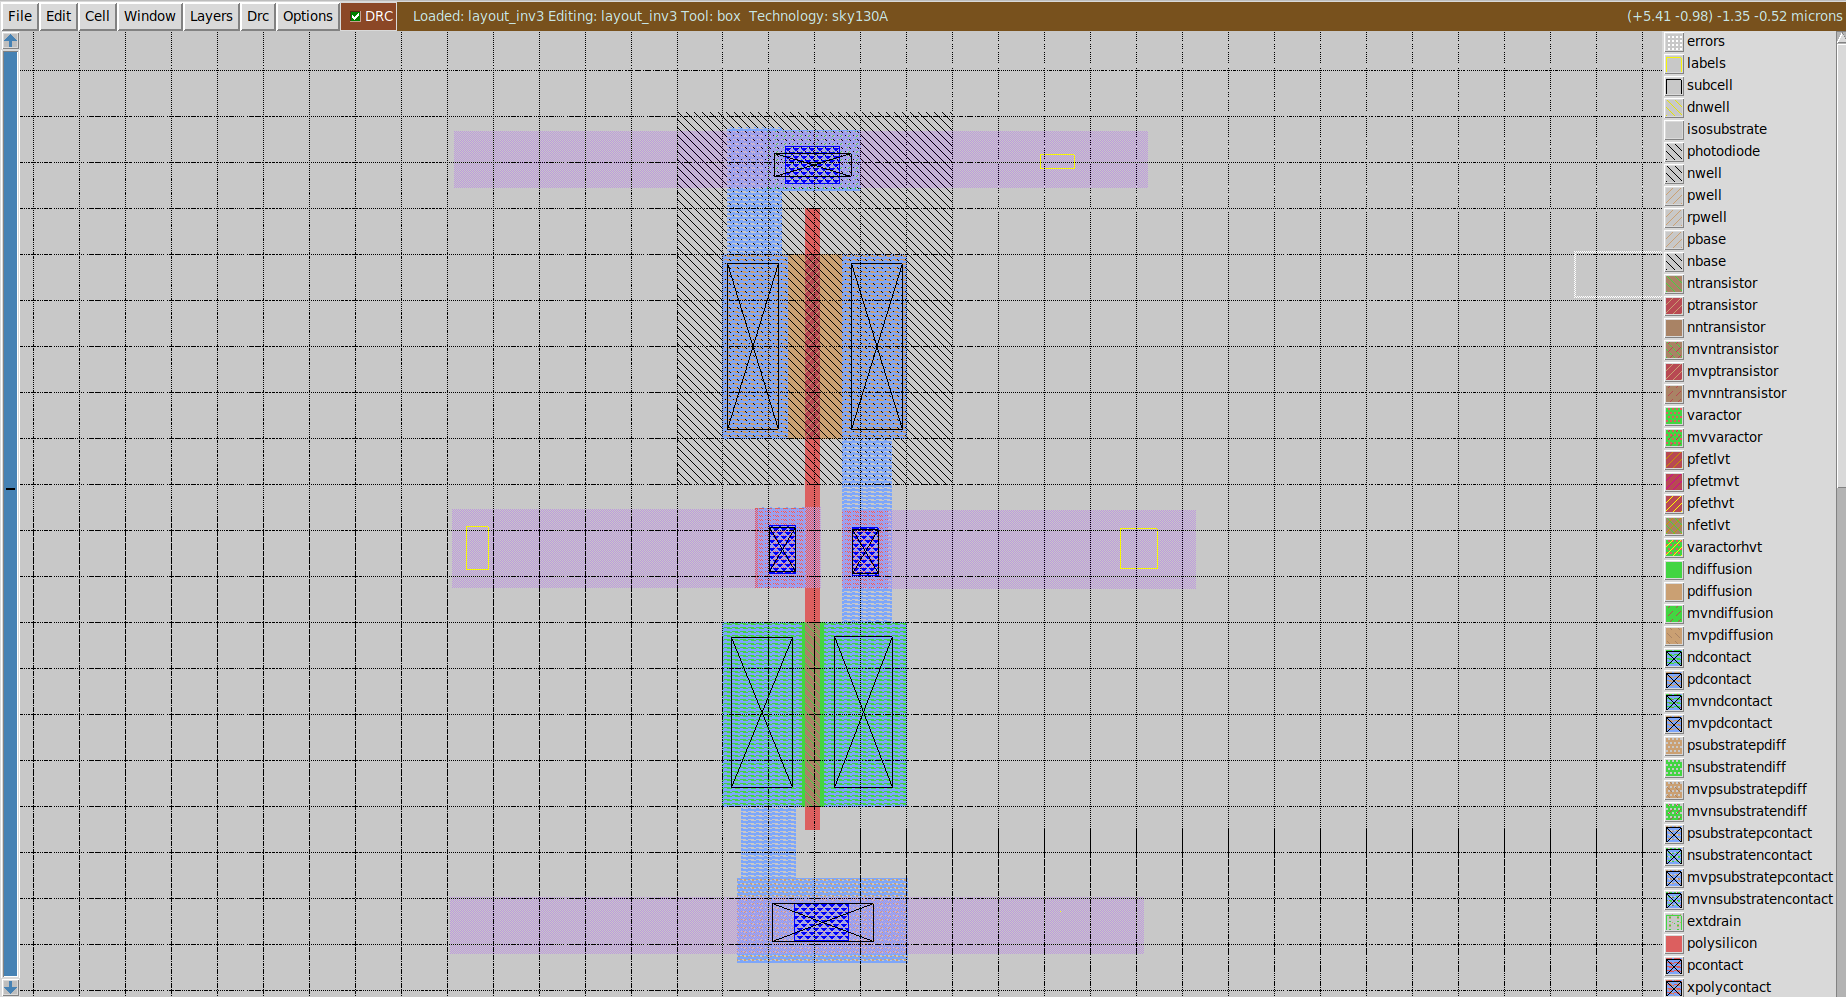 File Edit Cell Window Layers Drc Options DRC Loaded: layout_inv3 Editing: layout_inv3 Tool: box Technology: sky130A (+5.41 -0.98) -1.35 -0.52 microns
errors
labels
subcell
dnwell
isosubstrate
photodiode
nwell
pwell
rpwell
pbase
nbase
ntransistor
ptransistor
nntransistor
mvntransistor
mvptransistor
mvnntransistor
varactor
mvvaractor
pfetlvt
pfetmvt
pfethvt
nfetlvt
varactorhvt
ndiffusion
pdiffusion
mvndiffusion
mvpdiffusion
ndcontact
pdcontact
mvndcontact
mvpdcontact
psubstratepdiff
nsubstratendiff
mvpsubstratepdiff
mvnsubstratendiff
psubstratepcontact
nsubstratencontact
mvpsubstratepcontact
mvnsubstratencontact
extdrain
polysilicon
pcontact
xpolycontact